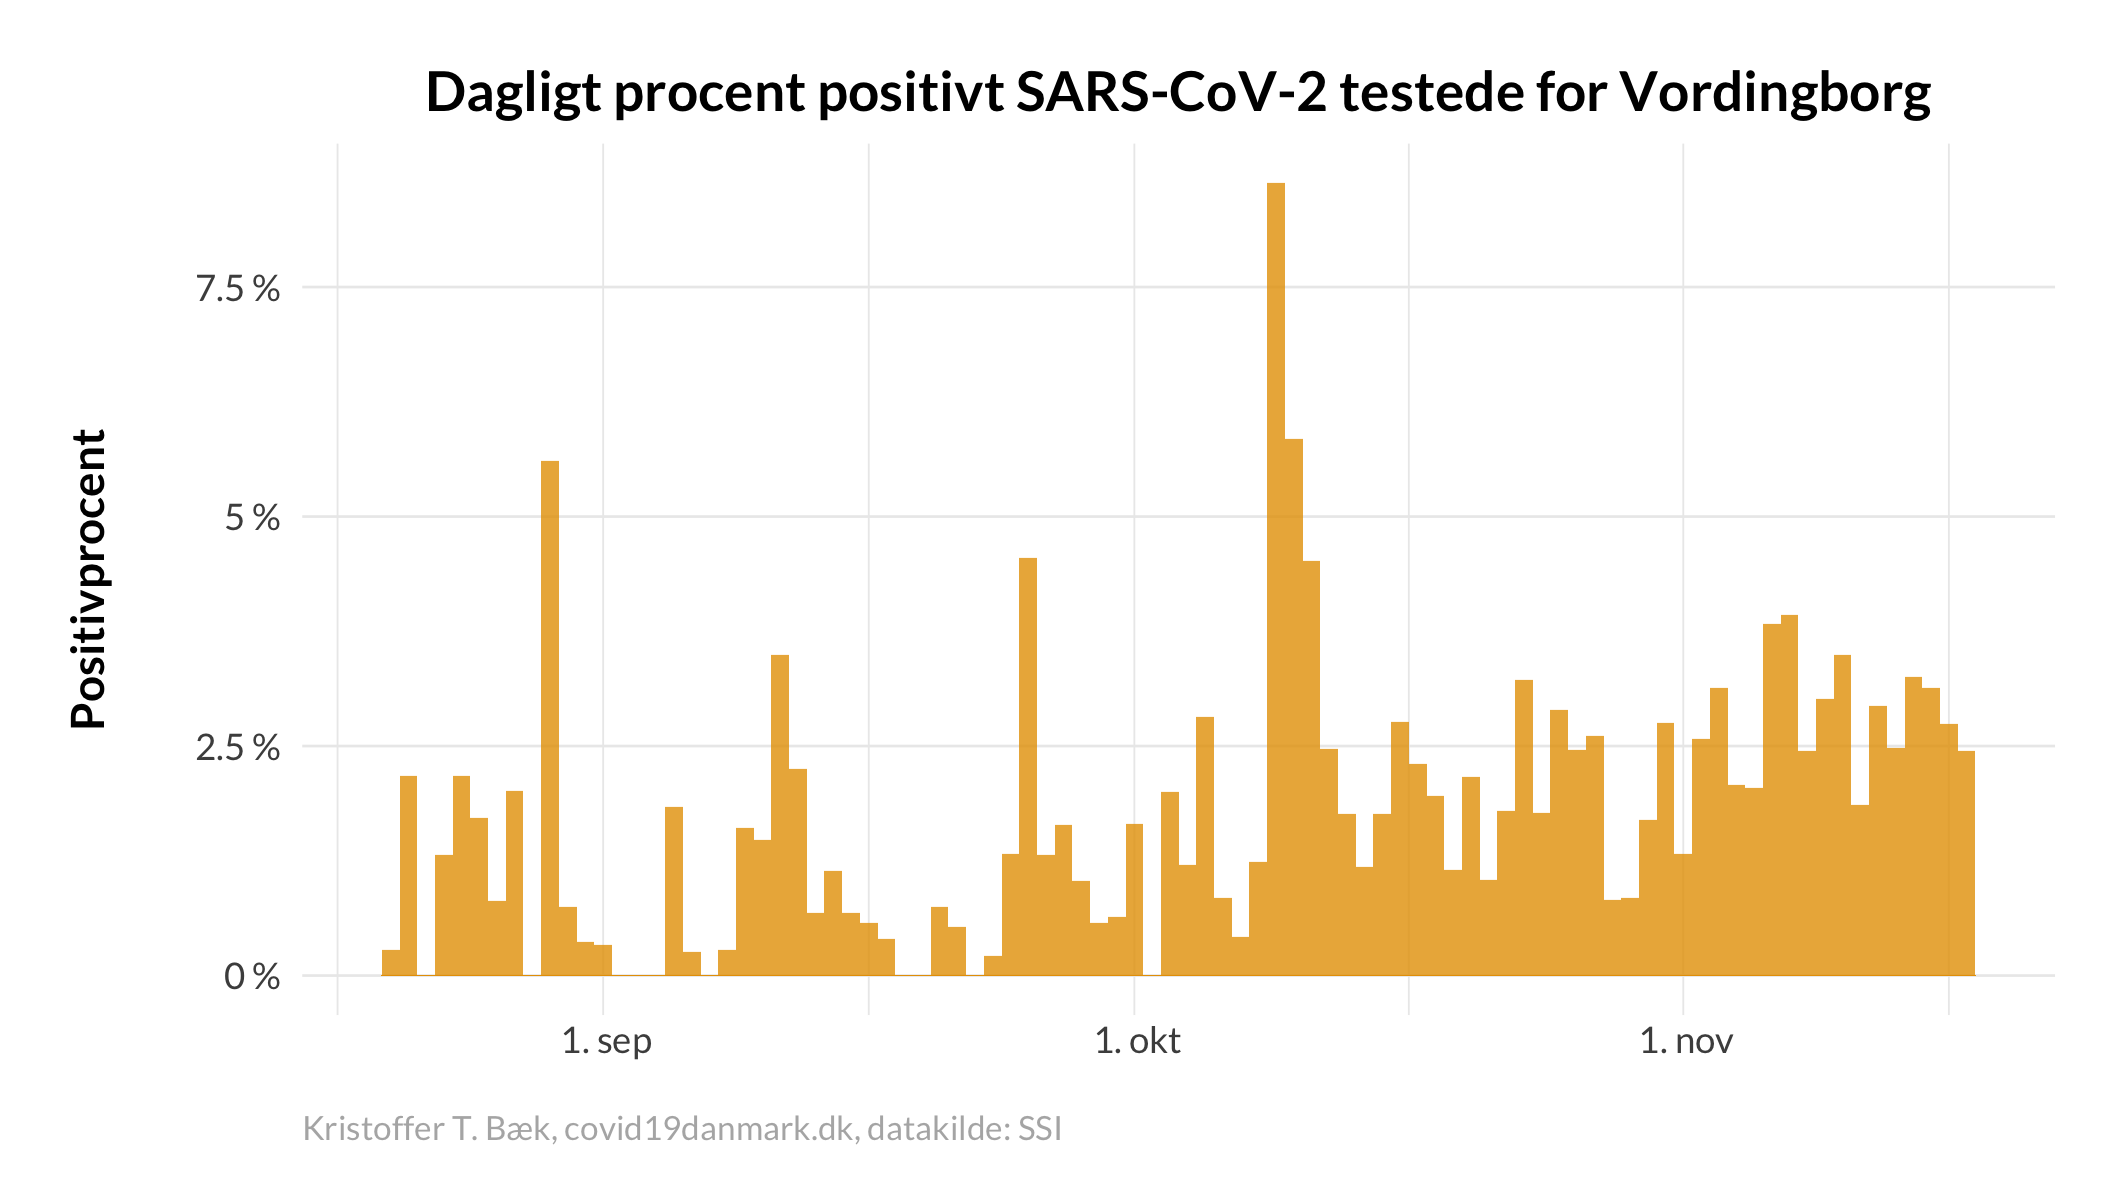 Dagligt procent positivt SARS-CoV-2 testede for Vordingborg
Positivprocent
7.5 %
5 %
2.5 %
0 %
1. sep
1. okt
1. nov
Kristoffer T. Bæk, covid19danmark.dk, datakilde: SSI